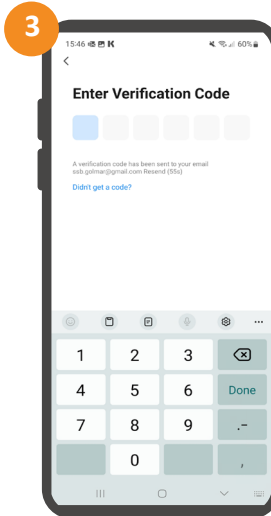 3
15:46 K 60%
Enter Verification Code
A verification code has been sent to your email
ssb.golmar@gmail.com Resend (55s)
Didn't get a code?
1 2 3
4 5 6 Done
7 8 9 .-
0 ,